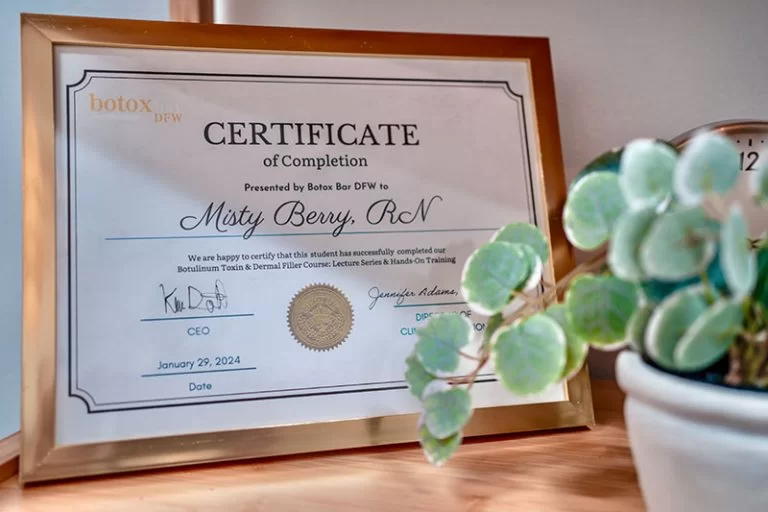 botox
DFW
CERTIFICATE
of Completion
Presented by Botox Bar DFW to
Misty Berry, RN
We are happy to certify that this student has successfully completed our
Botulinum Toxin & Dermal Filler Course: Lecture Series & Hands-On Training
Jennifer Adams,
CEO
January 29, 2024
Date
12